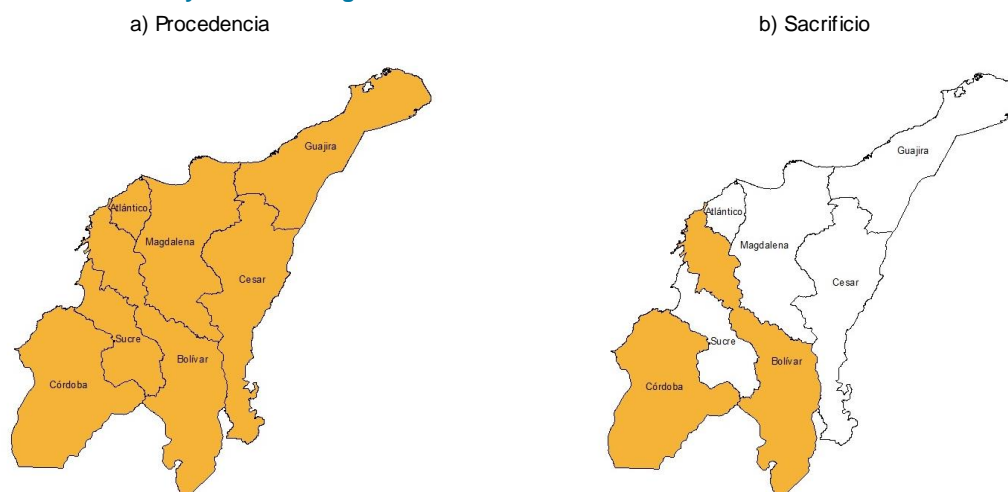 a) Procedencia
b) Sacrificio
Guajira
Atlántico
Magdalena
Cesar
Sucre
Bolívar
Córdoba
Guajira
Atlántico
Magdalena
Cesar
Sucre
Bolívar
Córdoba